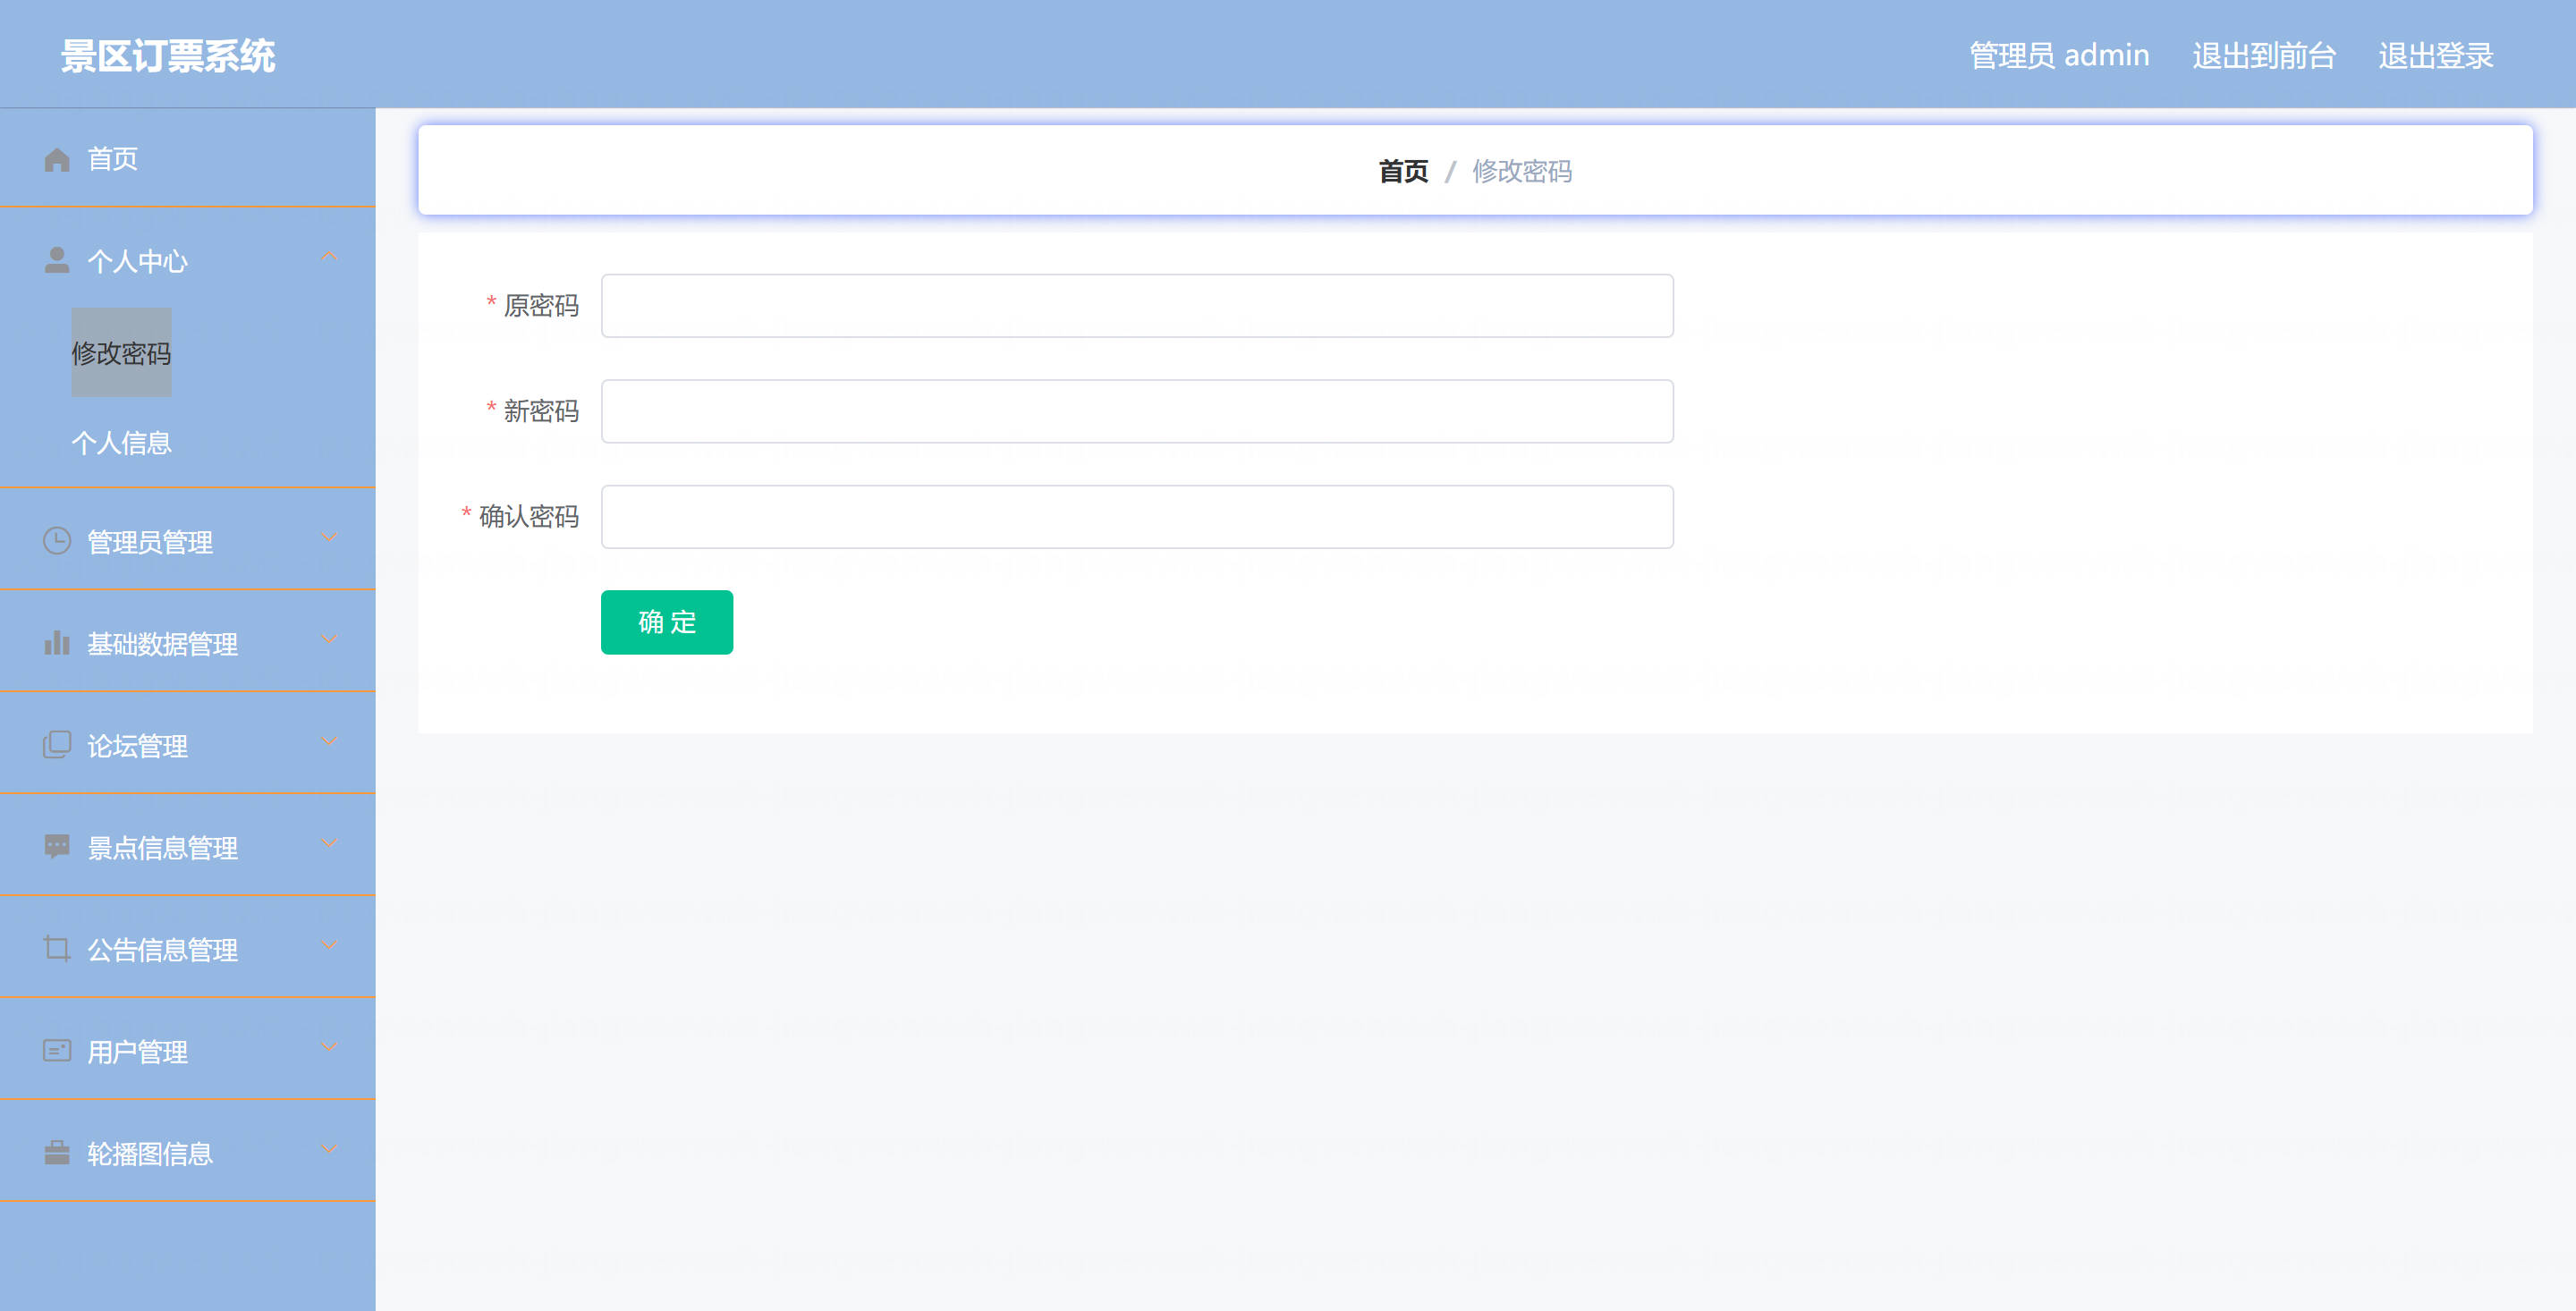 景区订票系统
管理员 admin 退出到前台 退出登录
首页
个人中心
修改密码
个人信息
管理员管理
基础数据管理
论坛管理
景点信息管理
公告信息管理
用户管理
轮播图信息
首页 / 修改密码
* 原密码
* 新密码
* 确认密码
确 定